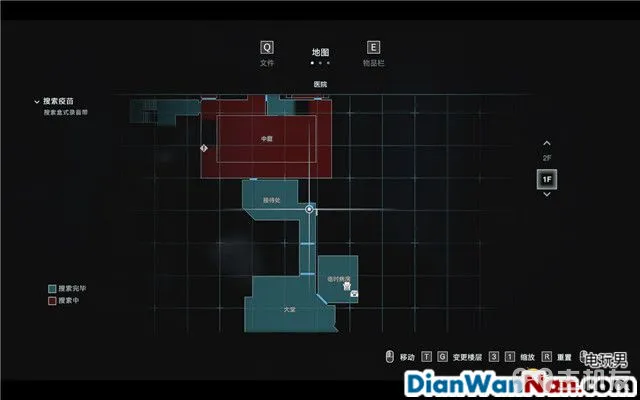 Q
地图
E
文件
物品栏
医院
搜索疫苗
搜索盒式录音带
中庭
2F
1F
接待处
临时病房
大堂
搜索完毕
搜索中
移动 T G 变更楼层 3 1 缩放 R 重置
电玩男
DianWanNan.com